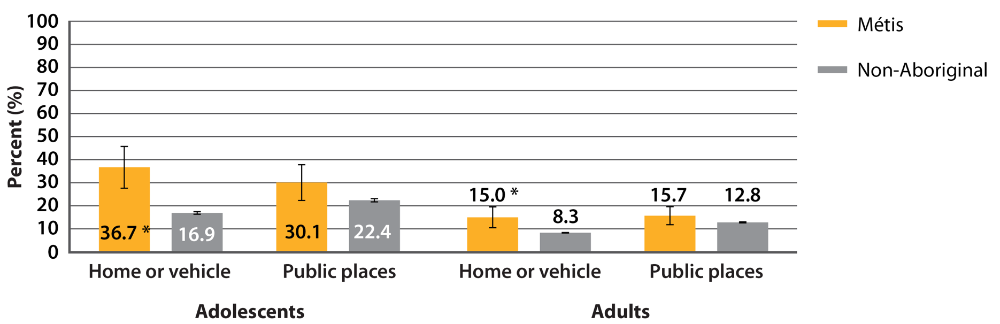 Percent (%)
100
90
80
70
60
50
40
30
20
10
0
36.7 *
16.9
30.1
22.4
15.0 *
8.3
15.7
12.8
Home or vehicle
Public places
Home or vehicle
Public places
Adolescents
Adults
Métis
Non-Aboriginal